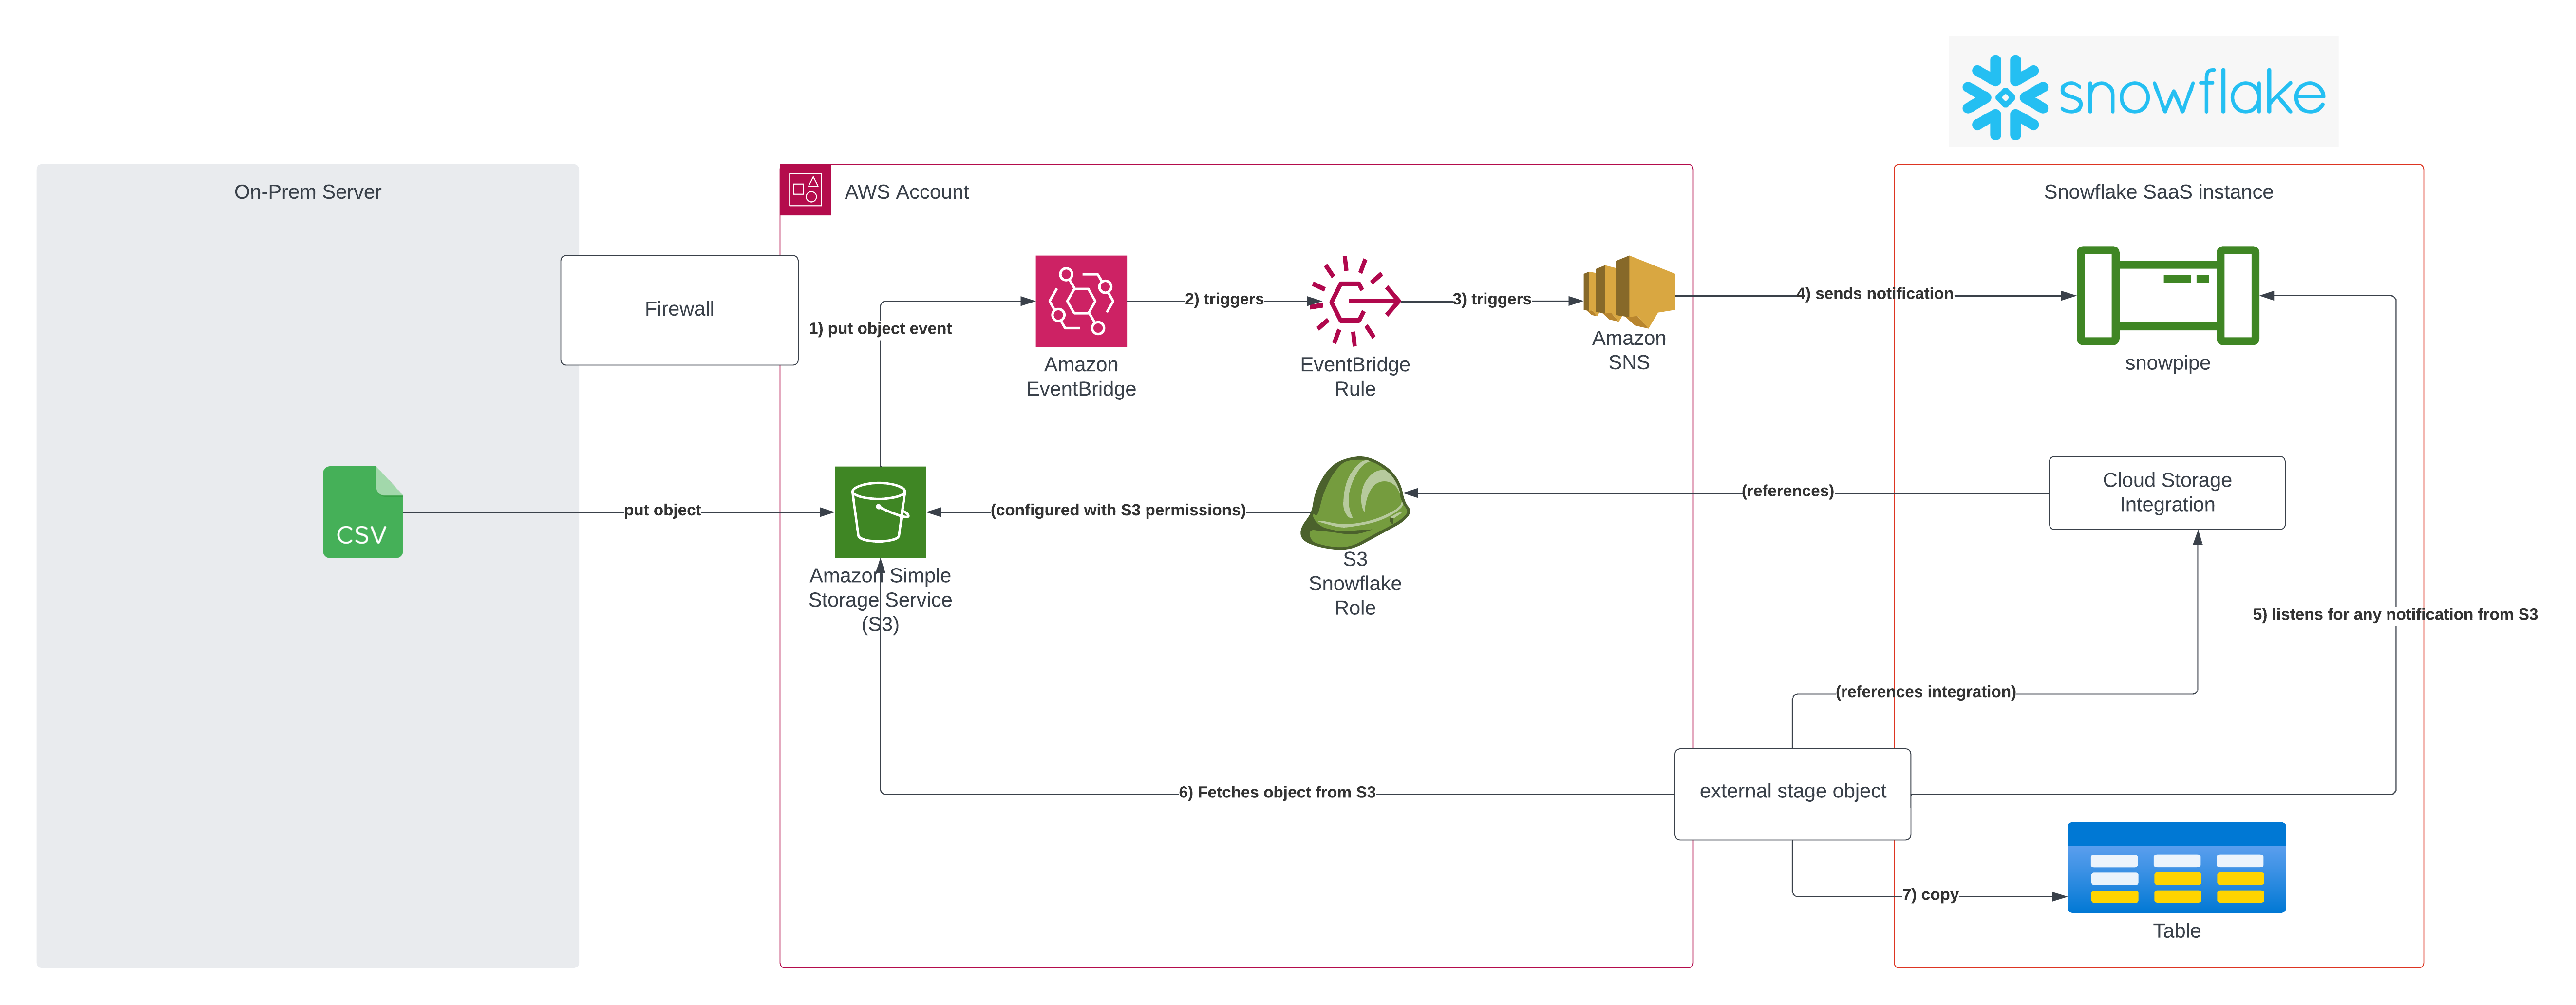 snowflake
On-Prem Server
AWS Account
Snowflake SaaS instance
Firewall
1) put object event
2) triggers
3) triggers
4) sends notification
Amazon
EventBridge
EventBridge
Rule
Amazon
SNS
snowpipe
CSV
put object
(configured with S3 permissions)
(references)
Cloud Storage
Integration
Amazon Simple
Storage Service
(S3)
S3
Snowflake
Role
5) listens for any notification from S3
(references integration)
6) Fetches object from S3
external stage object
7) copy
Table